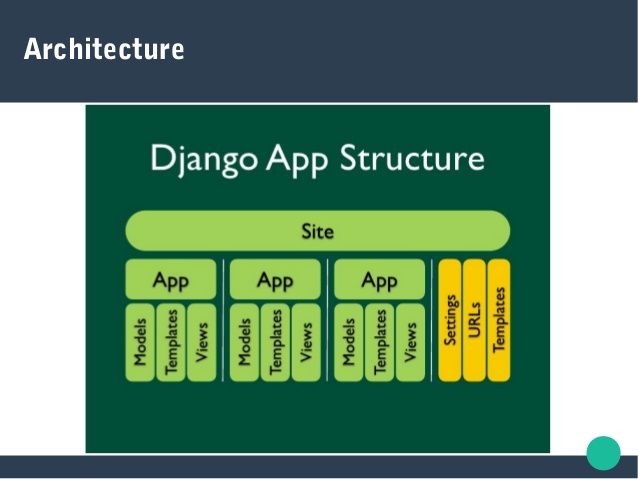 Architecture
Django App Structure
Site
App
Models
Templates
Views
App
Models
Templates
Views
App
Models
Templates
Views
Settings
URLs
Templates